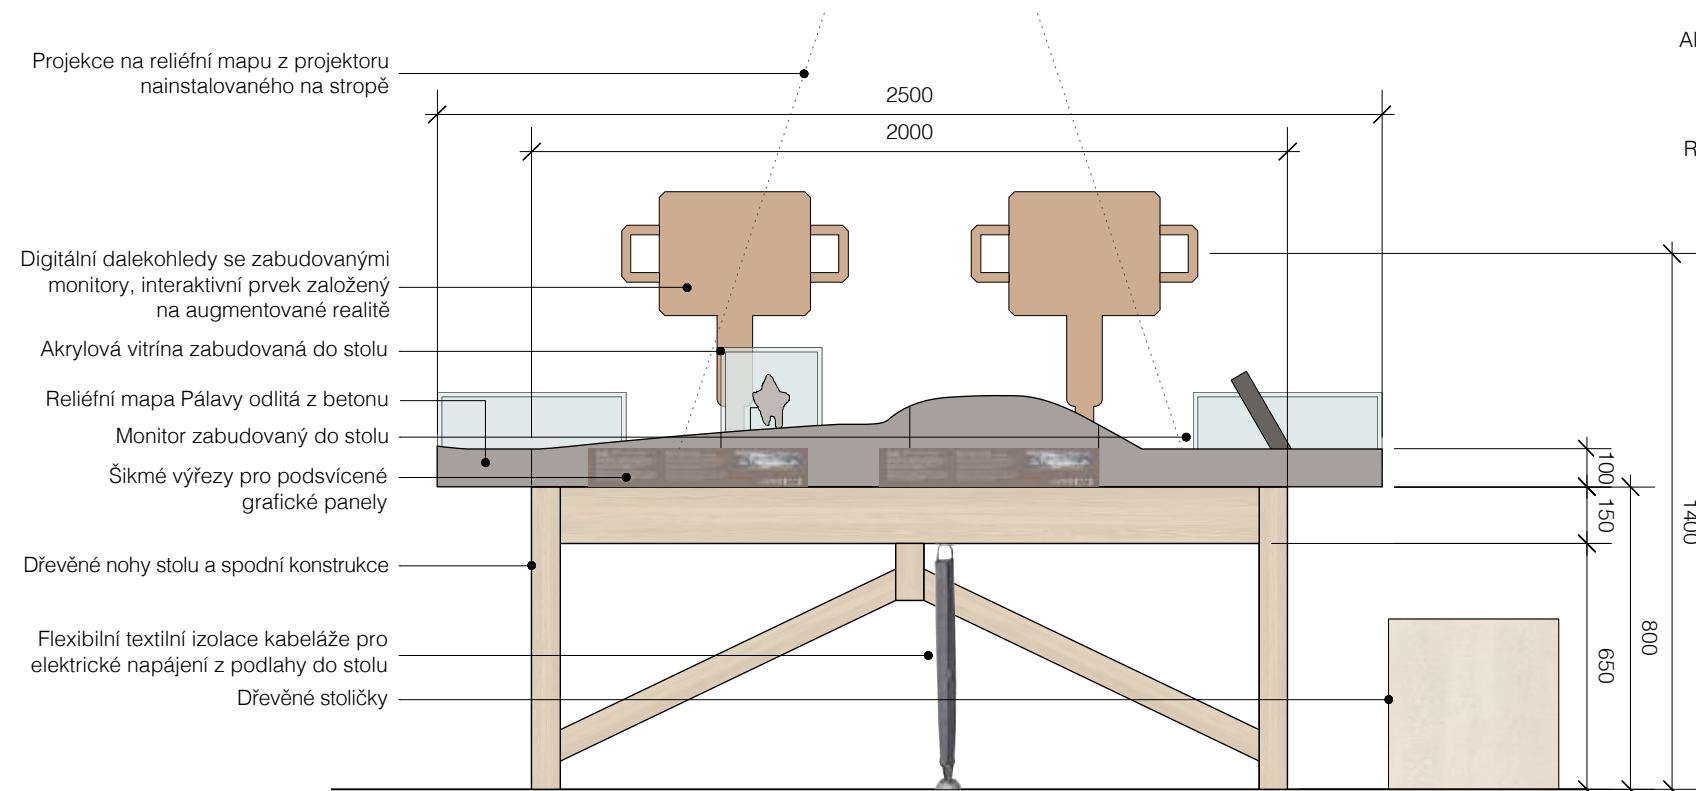 Projekce na reliéfní mapu z projektoru
nainstalovaného na stropě
2500
2000
Digitální dalekohledy se zabudovanými
monitory, interaktivní prvek založený
na augmentované realitě
Akrylová vitrína zabudovaná do stolu
Reliéfní mapa Pálavy odlitá z betonu
Monitor zabudovaný do stolu
Šikmé výřezy pro podsvícené
grafické panely
Dřevěné nohy stolu a spodní konstrukce
Flexibilní textilní izolace kabeláže pro
elektrické napájení z podlahy do stolu
Dřevěné stoličky
100
150
650
800
1400